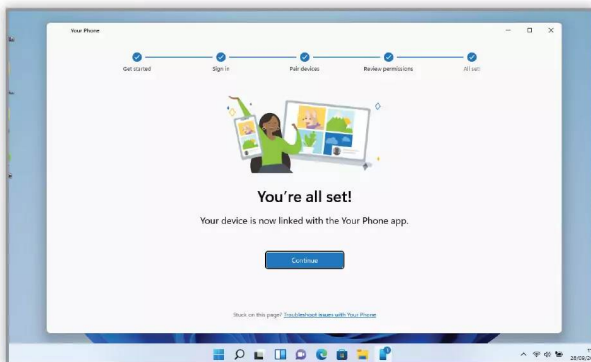 Your Phone
Get started Sign in Pair devices Review permissions All set!
You're all set!
Your device is now linked with the Your Phone app.
Continue
Stuck on this page? Troubleshoot issues with Your Phone